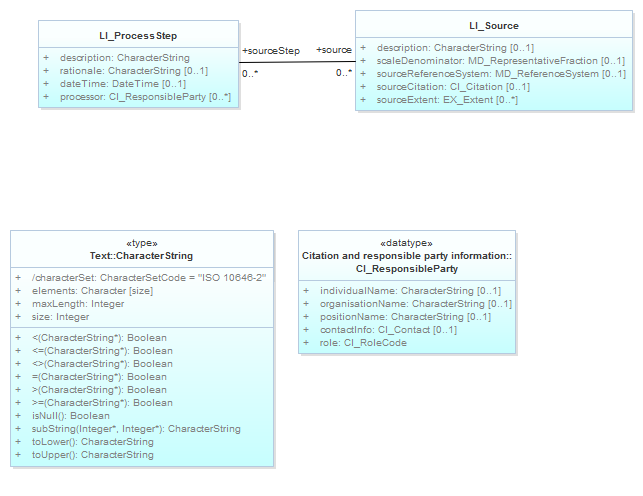 LI_ProcessStep
+ description: CharacterString
+ rationale: CharacterString [0..1]
+ dateTime: DateTime [0..1]
+ processor: CI_ResponsibleParty [0..*]
+sourceStep
0..*
+source
0..*
LI_Source
+ description: CharacterString [0..1]
+ scaleDenominator: MD_RepresentativeFraction [0..1]
+ sourceReferenceSystem: MD_ReferenceSystem [0..1]
+ sourceCitation: CI_Citation [0..1]
+ sourceExtent: EX_Extent [0..*]
«type»
Text::CharacterString
+ /characterSet: CharacterSetCode = "ISO 10646-2"
+ elements: Character [size]
+ maxLength: Integer
+ size: Integer
+ <(CharacterString*): Boolean
+ <=(CharacterString*): Boolean
+ <>(CharacterString*): Boolean
+ =(CharacterString*): Boolean
+ >(CharacterString*): Boolean
+ >=(CharacterString*): Boolean
+ isNull(): Boolean
+ subString(Integer*, Integer*): CharacterString
+ toLower(): CharacterString
+ toUpper(): CharacterString
«datatype»
Citation and responsible party information::
CI_ResponsibleParty
+ individualName: CharacterString [0..1]
+ organisationName: CharacterString [0..1]
+ positionName: CharacterString [0..1]
+ contactInfo: CI_Contact [0..1]
+ role: CI_RoleCode